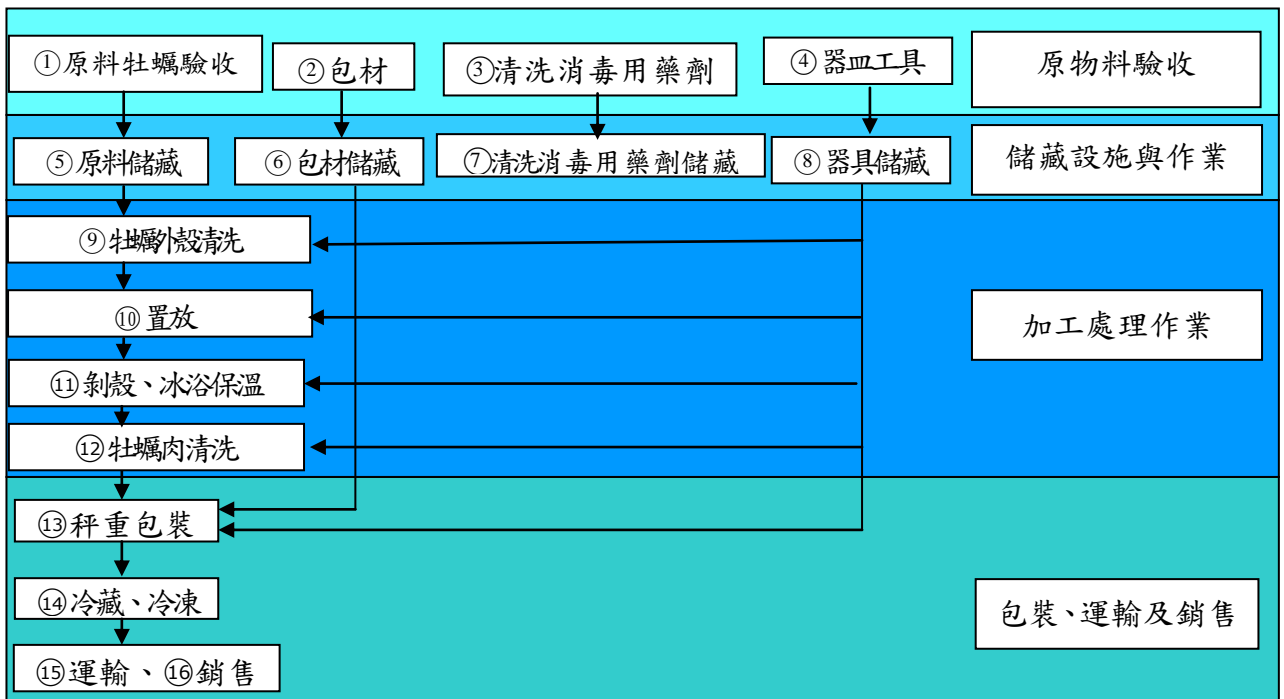 ①原料牡蠣驗收
②包材
③清洗消毒用藥劑
④器皿工具
原物料驗收
⑤原料儲藏
⑥包材儲藏
⑦清洗消毒用藥劑儲藏
⑧器具儲藏
儲藏設施與作業
⑨牡蠣外殼清洗
⑩置放
加工處理作業
⑪剝殼、冰浴保溫
⑫牡蠣肉清洗
⑬秤重包裝
⑭冷藏、冷凍
包裝、運輸及銷售
⑮運輸、⑯銷售